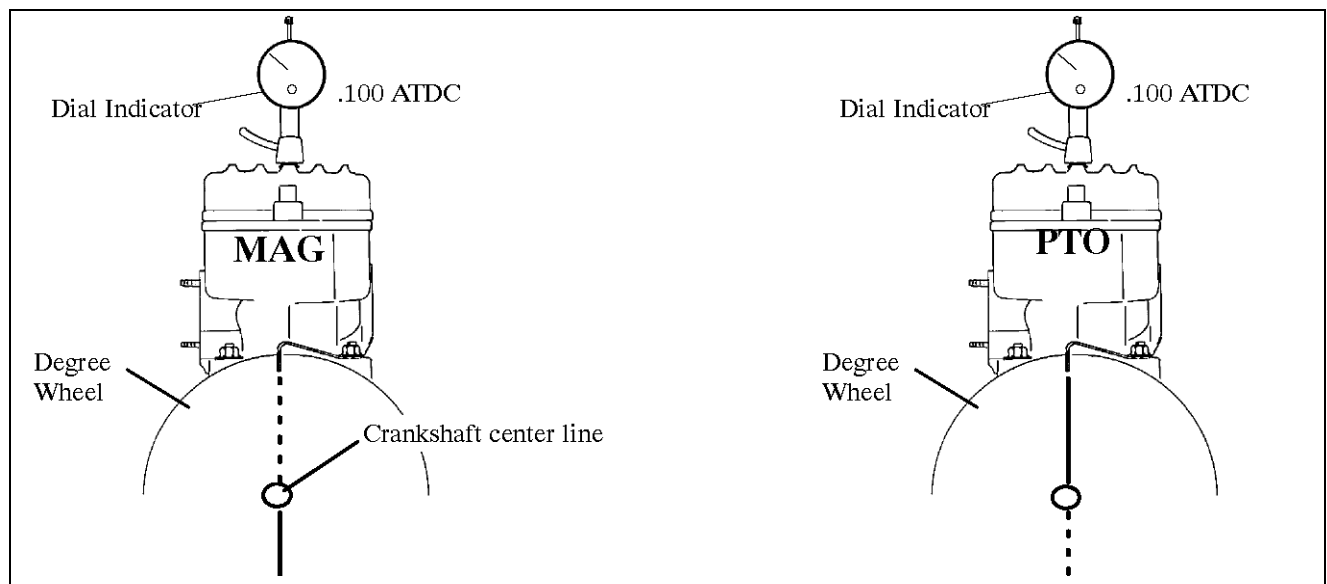 Dial Indicator
.100 ATDC
MAG
Degree
Wheel
Crankshaft center line
Dial Indicator
.100 ATDC
PTO
Degree
Wheel